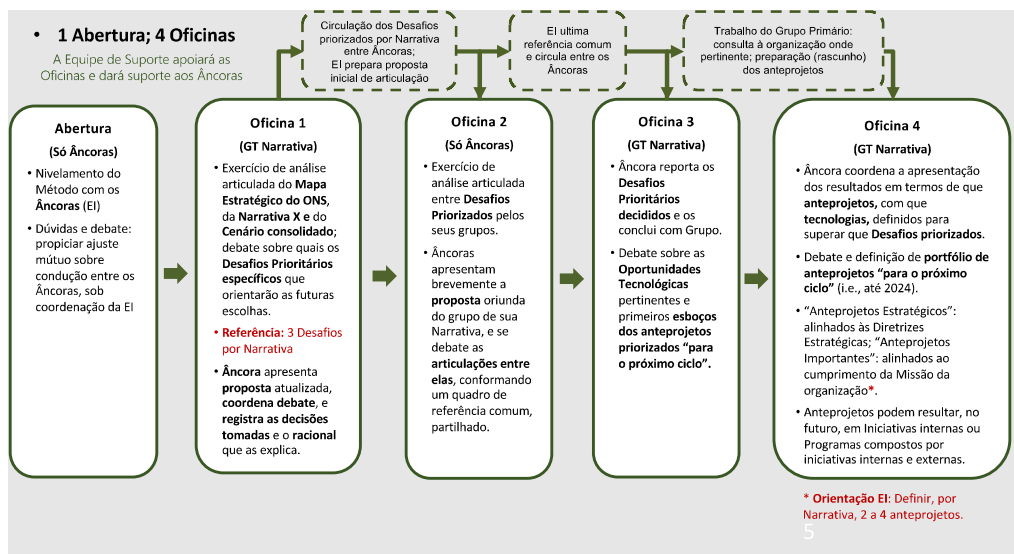 • 1 Abertura; 4 Oficinas
A Equipe de Suporte apoiará as
Oficinas e dará suporte aos Âncoras
Circulação dos Desafios
priorizados por Narrativa
entre Âncoras;
EI prepara proposta
inicial de articulação
EI ultima
referência comum
e circula entre os
Âncoras
Trabalho do Grupo Primário:
consulta à organização onde
pertinente; preparação (rascunho)
dos anteprojetos
Abertura
(Só Âncoras)
• Nivelamento do
Método com os
Âncoras (EI)
• Dúvidas e debate:
propiciar ajuste
mútuo sobre
condução entre os
Âncoras, sob
coordenação da EI
Oficina 1
(GT Narrativa)
• Exercício de análise
articulada do Mapa
Estratégico do ONS,
da Narrativa X e do
Cenário consolidado;
debate sobre quais os
Desafios Prioritários
específicos que
orientarão as futuras
escolhas.
• Referência: 3 Desafios
por Narrativa
• Âncora apresenta
proposta atualizada,
coordena debate, e
registra as decisões
tomadas e o racional
que as explica.
Oficina 2
(Só Âncoras)
• Exercício de
análise articulada
entre Desafios
Priorizados pelos
seus grupos.
• Âncoras
apresentam
brevemente a
proposta oriunda
do grupo de sua
Narrativa, e se
debate as
articulações entre
elas, conformando
um quadro de
referência comum,
partilhado.
Oficina 3
(GT Narrativa)
• Âncora reporta os
Desafios
Prioritários
decididos e os
conclui com Grupo.
• Debate sobre as
Oportunidades
Tecnológicas
pertinentes e
primeiros esboços
dos anteprojetos
priorizados “para
o próximo ciclo”.
Oficina 4
(GT Narrativa)
• Âncora coordena a apresentação
dos resultados em termos de que
anteprojetos, com que
tecnologias, definidos para
superar que Desafios priorizados.
• Debate e definição de portfólio de
anteprojetos “para o próximo
ciclo” (i.e., até 2024).
• “Anteprojetos Estratégicos”:
alinhados às Diretrizes
Estratégicas; “Anteprojetos
Importantes”: alinhados ao
cumprimento da Missão da
organização*.
• Anteprojetos podem resultar, no
futuro, em Iniciativas internas ou
Programas compostos por
iniciativas internas e externas.
* Orientação EI: Definir, por
Narrativa, 2 a 4 anteprojetos.
5